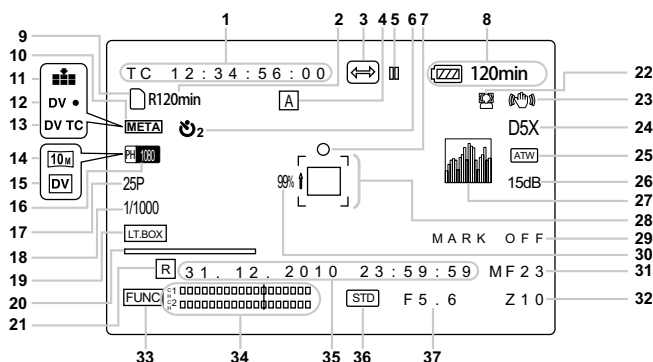 1 2 4 5 7 6 8
9
10
3
11 TC 12:34:56:00 120min
22
12 DV ● R120min A 23
13 DV TC META 2 D5X 24
14 10M PH 1080 ATW 25
15 DV 99% 15dB 26
16 25P 27
17 1/1000 28
18 LT.BOX MARK OFF 29
30
19 R 31.12.2010 23:59:59 MF23 31
20 FUNC CH1 CH2 STD F5.6 Z10 32
21
33 34 35 36 37